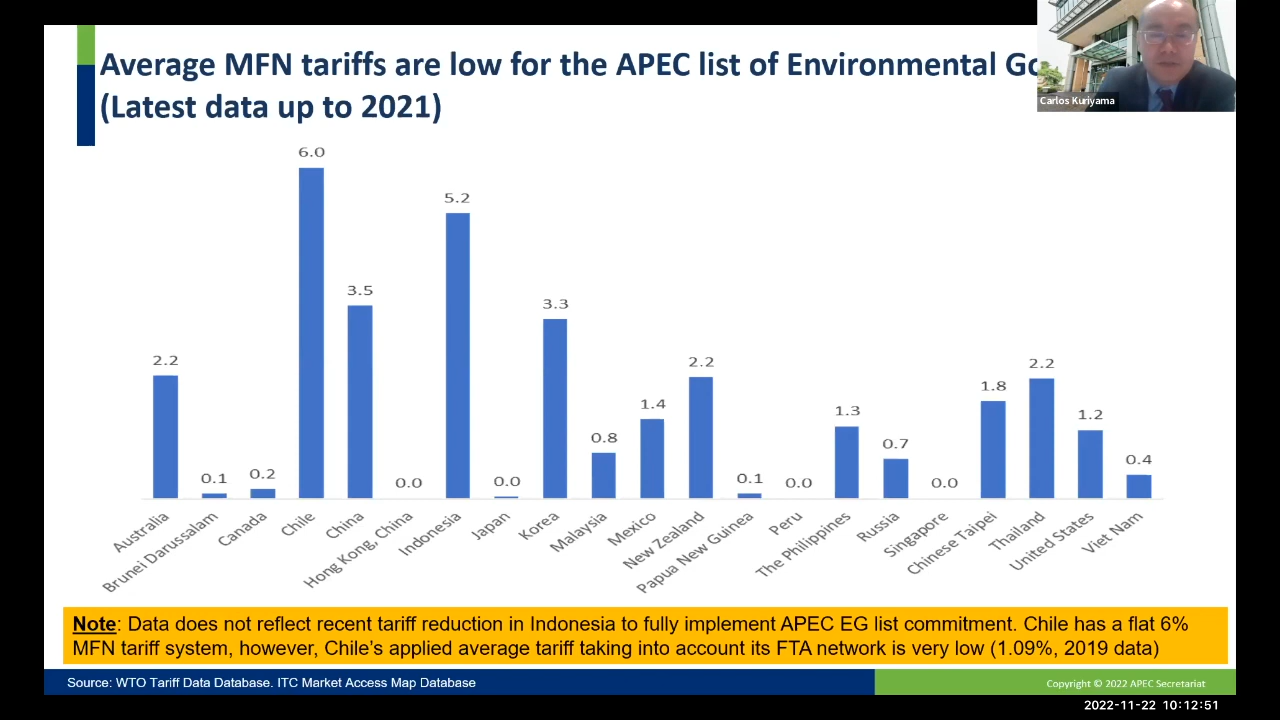 Average MFN tariffs are low for the APEC list of Environmental
(Latest data up to 2021)
Carlos Kuriyama
6.0
5.2
3.5
3.3
2.2
2.2
2.2
1.8
1.4
1.3
1.2
0.8
0.7
0.4
0.1
0.2
0.0
0.0
0.1
0.0
0.0
Australia
Brunei Darussalam
Canada
Chile
China
Hong Kong, China
Indonesia
Japan
Korea
Malaysia
Mexico
New Zealand
Papua New Guinea
Peru
The Philippines
Russia
Singapore
Chinese Taipei
Thailand
United States
Viet Nam
Note: Data does not reflect recent tariff reduction in Indonesia to fully implement APEC EG list commitment. Chile has a flat 6%
MFN tariff system, however, Chile's applied average tariff taking into account its FTA network is very low (1.09%, 2019 data)
Source: WTO Tariff Data Database. ITC Market Access Map Database
Copyright © 2022 APEC Secretariat
2022-11-22 10:12:51